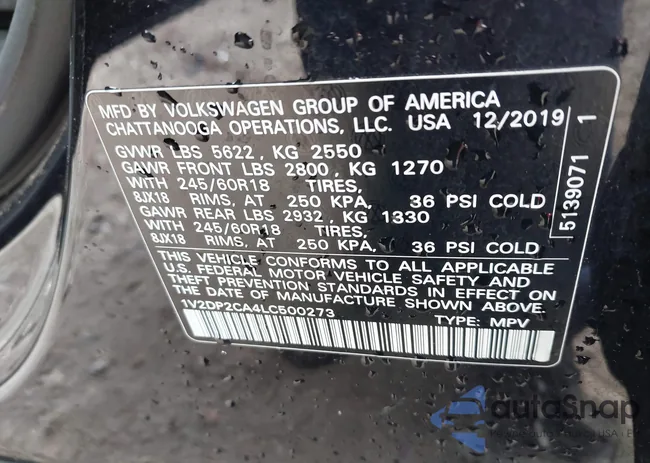 MFD BY VOLKSWAGEN GROUP OF AMERICA
CHATTANOOGA OPERATIONS, LLC. USA 12/2019
GVWR LBS 5622, KG 2550
GAWR FRONT LBS 2800, KG 1270
WITH 245/60R18 TIRES,
8JX18 RIMS, AT 250 KPA, 36 PSI COLD
GAWR REAR LBS 2932, KG 1330
WITH 245/60R18 TIRES,
8JX18 RIMS, AT 250 KPA, 36 PSI COLD
THIS VEHICLE CONFORMS TO ALL APPLICABLE
U.S. FEDERAL MOTOR VEHICLE SAFETY AND
THEFT PREVENTION STANDARDS IN EFFECT ON
THE DATE OF MANUFACTURE SHOWN ABOVE.
1V2DP2CA4LC500273 TYPE: MPV
5139071 1
autoSnap